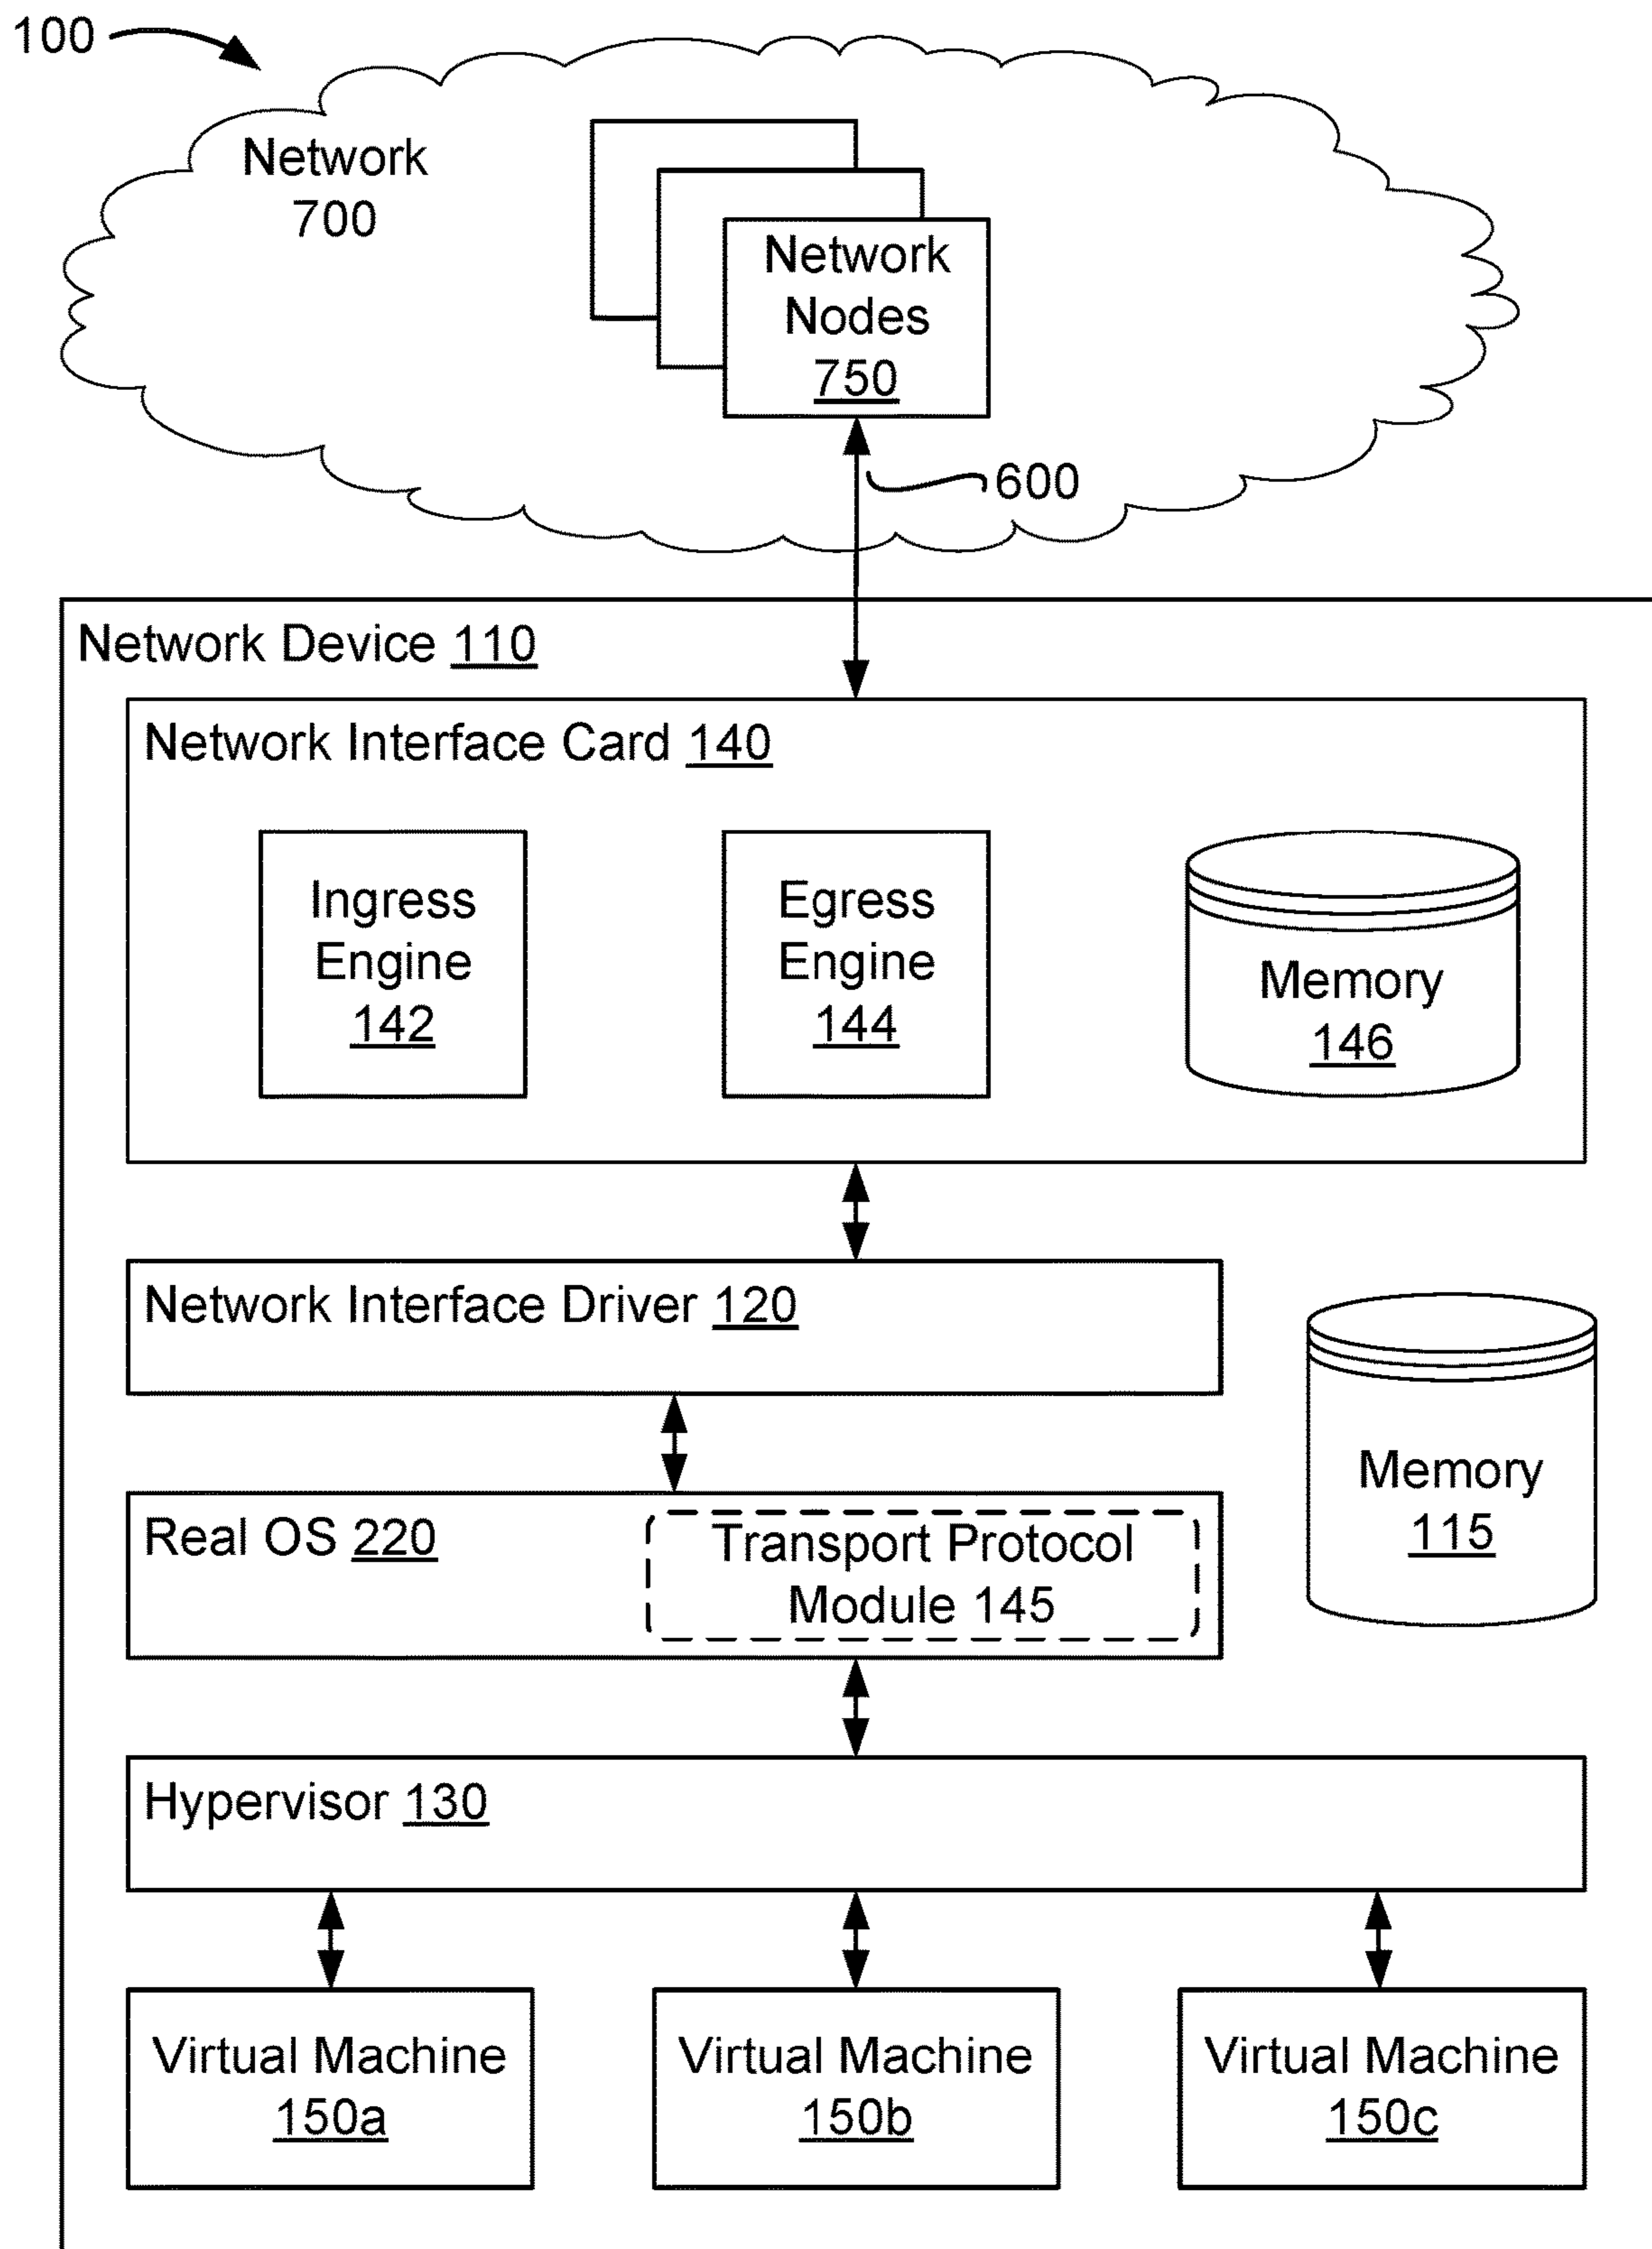 100
Network
700
Network
Nodes
750
600
Network Device 110
Network Interface Card 140
Ingress
Engine
142
Egress
Engine
144
Memory
146
Network Interface Driver 120
Memory
115
Real OS 220
Transport Protocol
Module 145
Hypervisor 130
Virtual Machine
150a
Virtual Machine
150b
Virtual Machine
150c